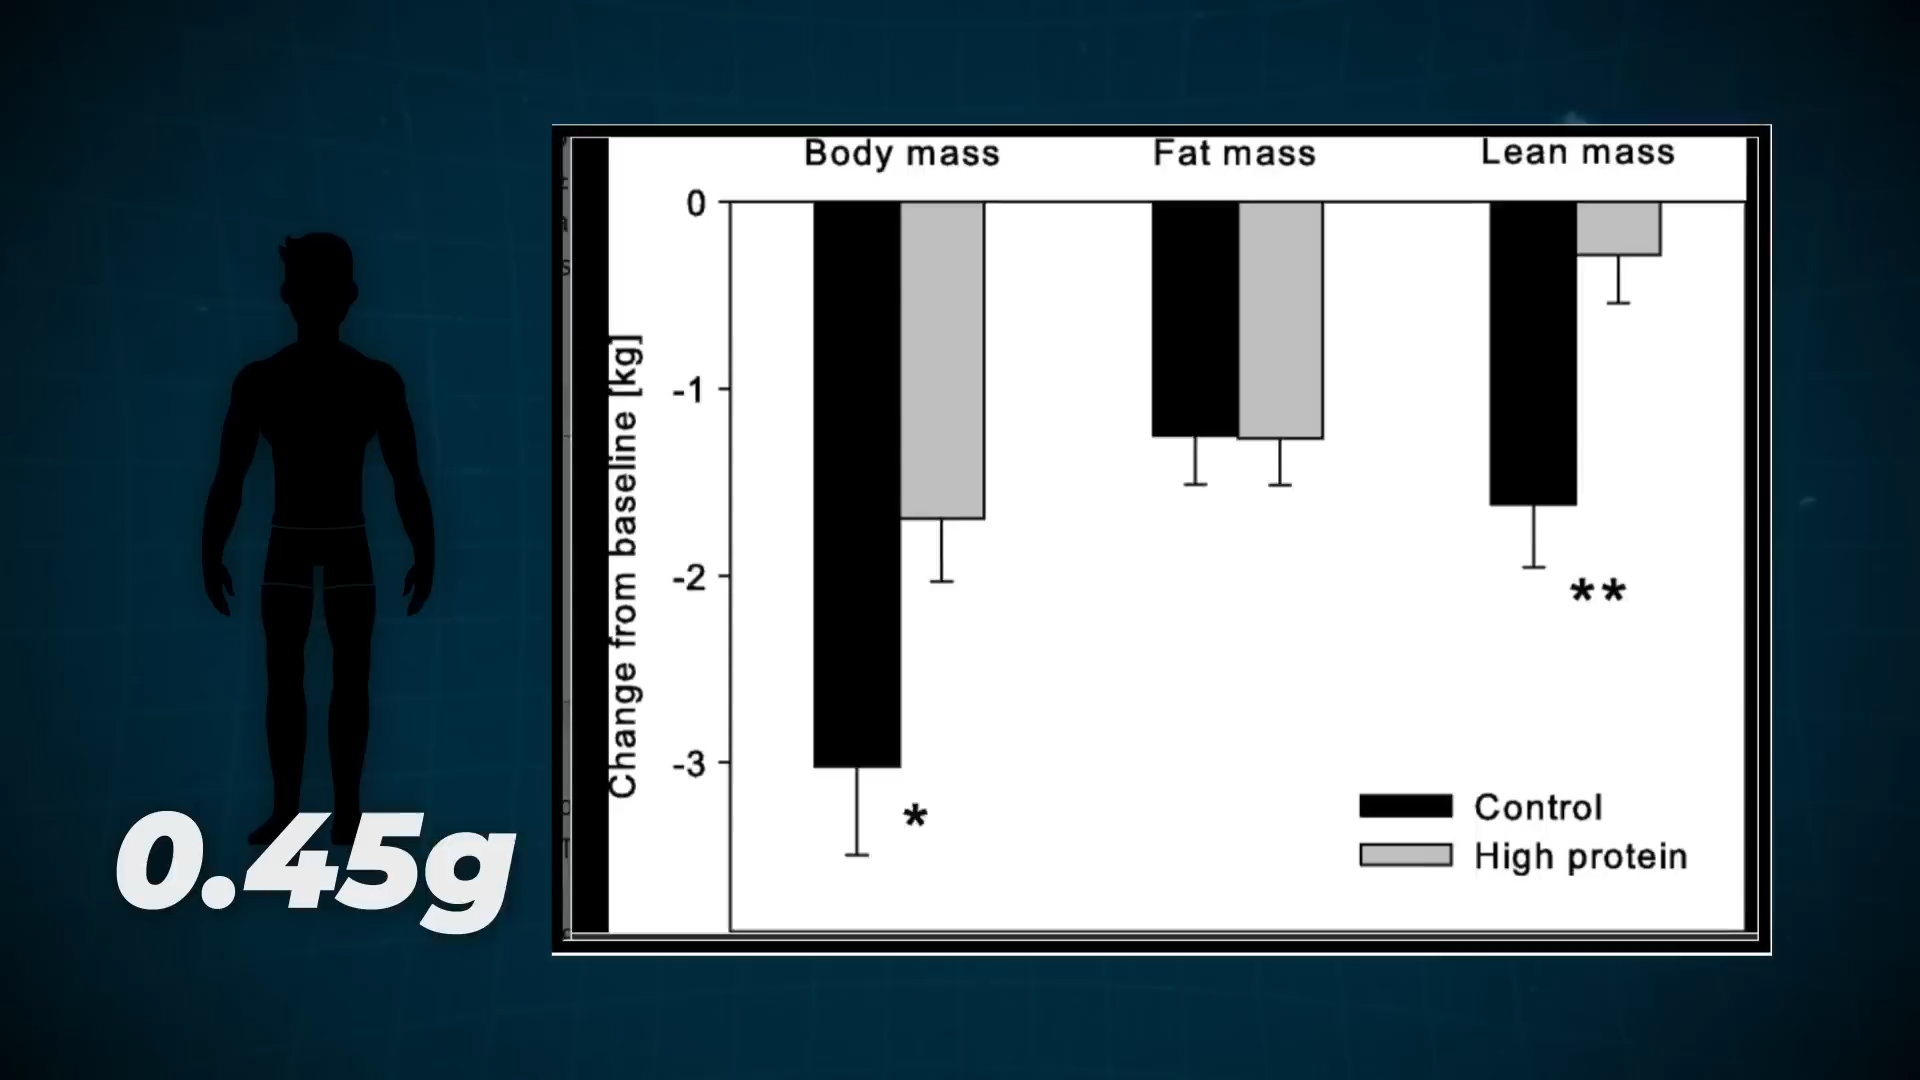 Body mass Fat mass Lean mass
0
-1
-2
-3
Change from baseline [kg]
*
**
Control
High protein
0.45g